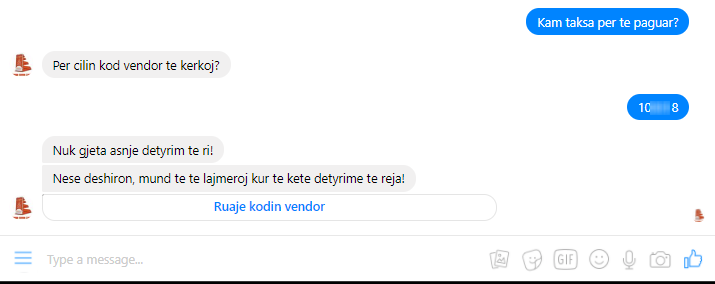 Kam taksa per te paguar?
Per cilin kod vendor te kerkoj?
10 8
Nuk gjeta asnje detyrim te ri!
Nese deshiron, mund te te lajmeroj kur te kete detyrime te reja!
Ruaje kodin vendor
Type a message...
GIF